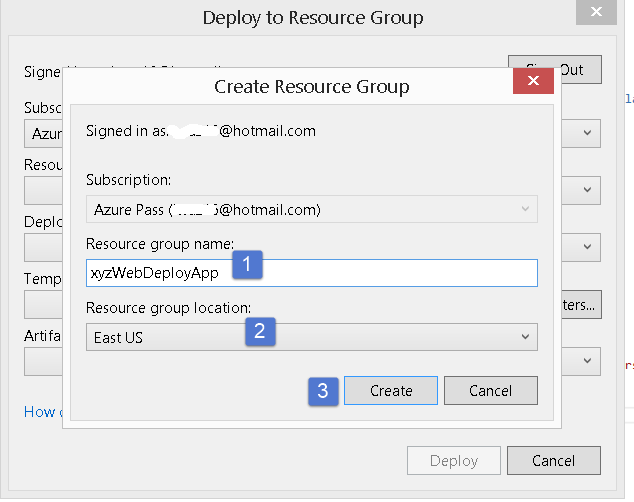 Deploy to Resource Group
Signe
Out
Create Resource Group
Signed in as: @hotmail.com
Subsc
Subscription:
Azur
Azure Pass ( 6@hotmail.com)
Resou
Resource group name:
1
xyzWebDeployApp
Deplo
Resource group location:
2
East US
Temp
ters...
Artifa
3
Create
Cancel
How
Deploy
Cancel